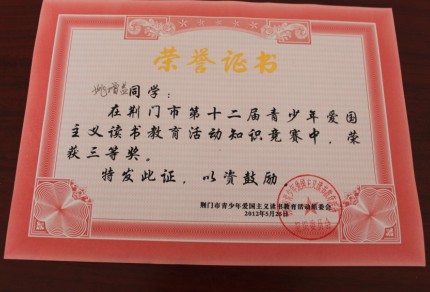 荣誉证书
同学：
在荆门市第十二届青少年爱国
主义读书教育活动知识竞赛中，荣
获三等奖。
特发此证，以资鼓励
荆门市青少年爱国主义读书教育活动组委会
2012年5月28日